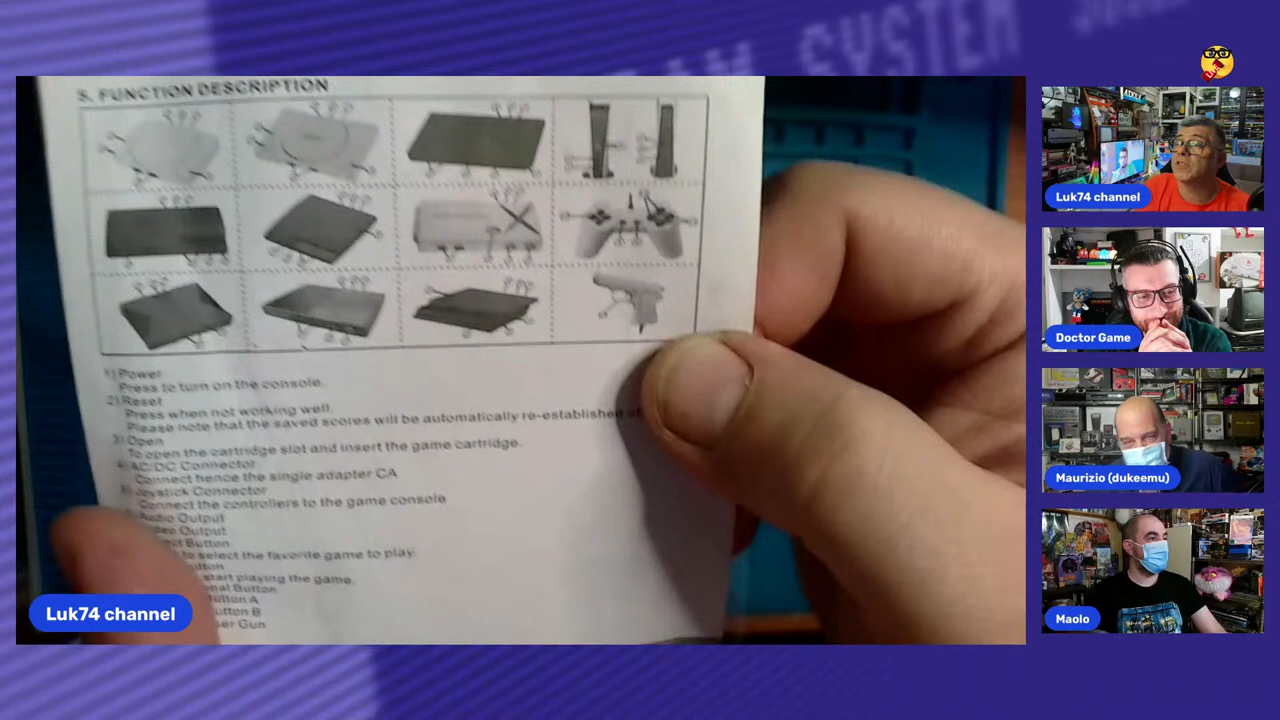 SYSTEM
5. FUNCTION DESCRIPTION
1) Power
Press to turn on the console.
2) Reset
Press when not working well.
Please note that the saved scores will be automatically re-established
3) Open
To open the cartridge slot and insert the game cartridge.
4) AC/DC Connector
Connect hence the single adapter CA
5) Joystick Connector
Connect the controllers to the game console
Audio Output
Output
Button
to select the favorite game to play.
start playing the game.
Button
Button A
Button B
Gun
Luk74 channel
Luk74 channel
Doctor Game
Maurizio (dukeemu)
Maolo